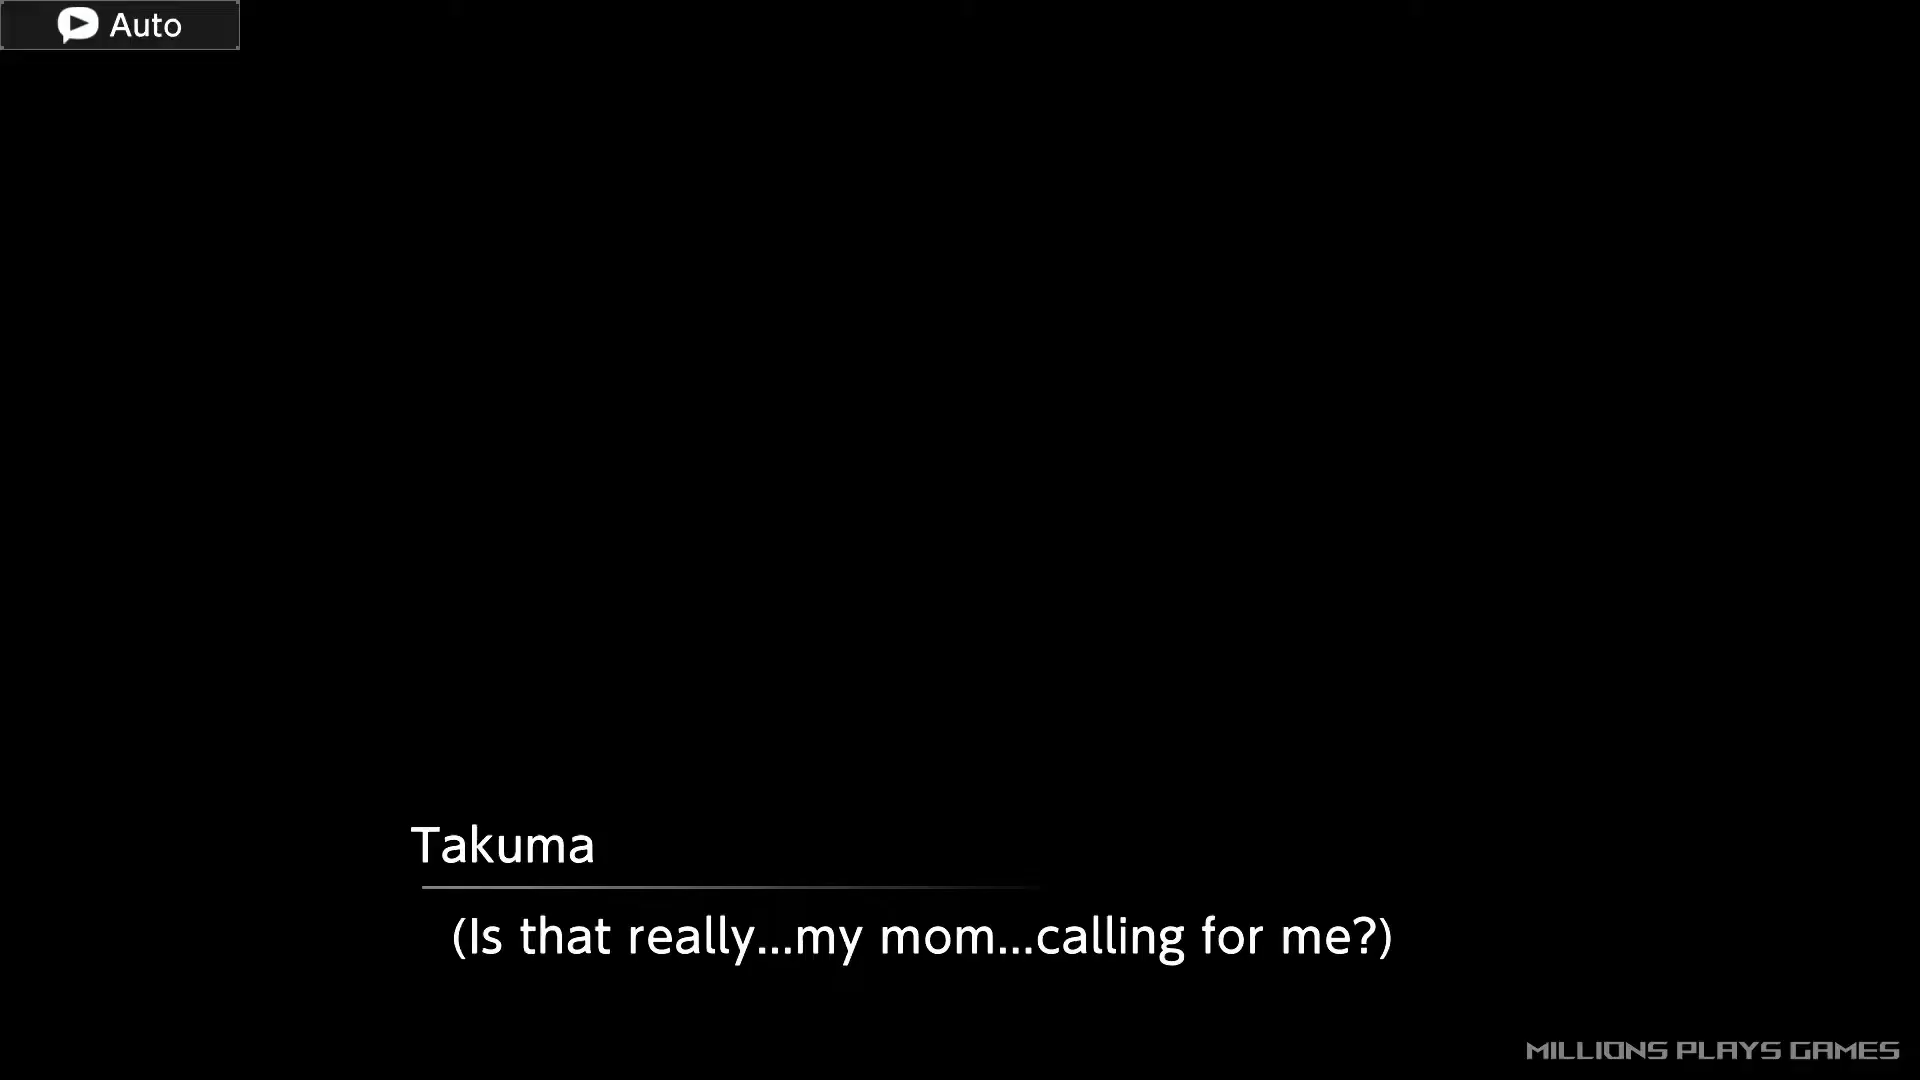 Auto
Takuma
(Is that really...my mom...calling for me?)
MILLIONS PLAYS GAMES